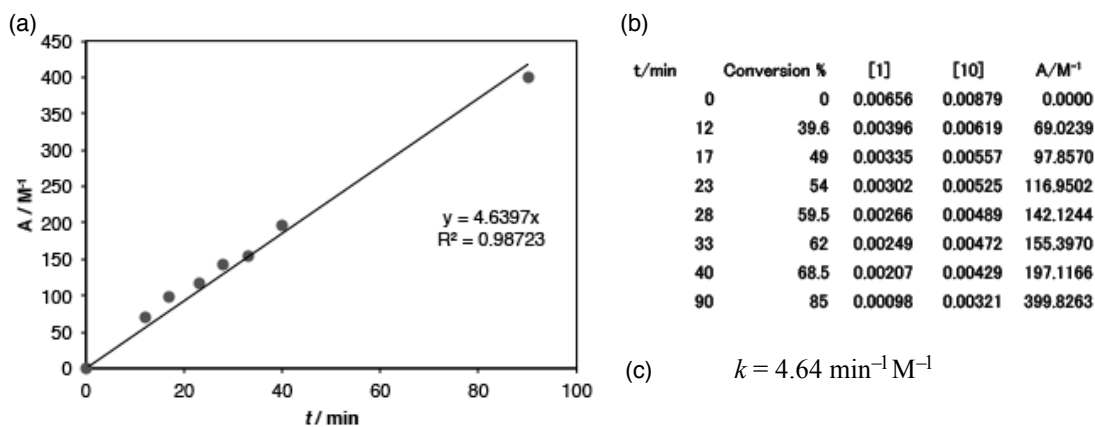 (a)
450
400
350
300
250
200
150
100
50
0
A / M⁻¹
y = 4.6397x
R² = 0.98723
0 20 40 60 80 100
t / min
(b)
t/min Conversion % [1] [10] A/M⁻¹
0 0 0.00656 0.00879 0.0000
12 39.6 0.00396 0.00619 69.0239
17 49 0.00335 0.00557 97.8570
23 54 0.00302 0.00525 116.9502
28 59.5 0.00266 0.00489 142.1244
33 62 0.00249 0.00472 155.3970
40 68.5 0.00207 0.00429 197.1166
90 85 0.00098 0.00321 399.8263
(c) k = 4.64 min⁻¹ M⁻¹